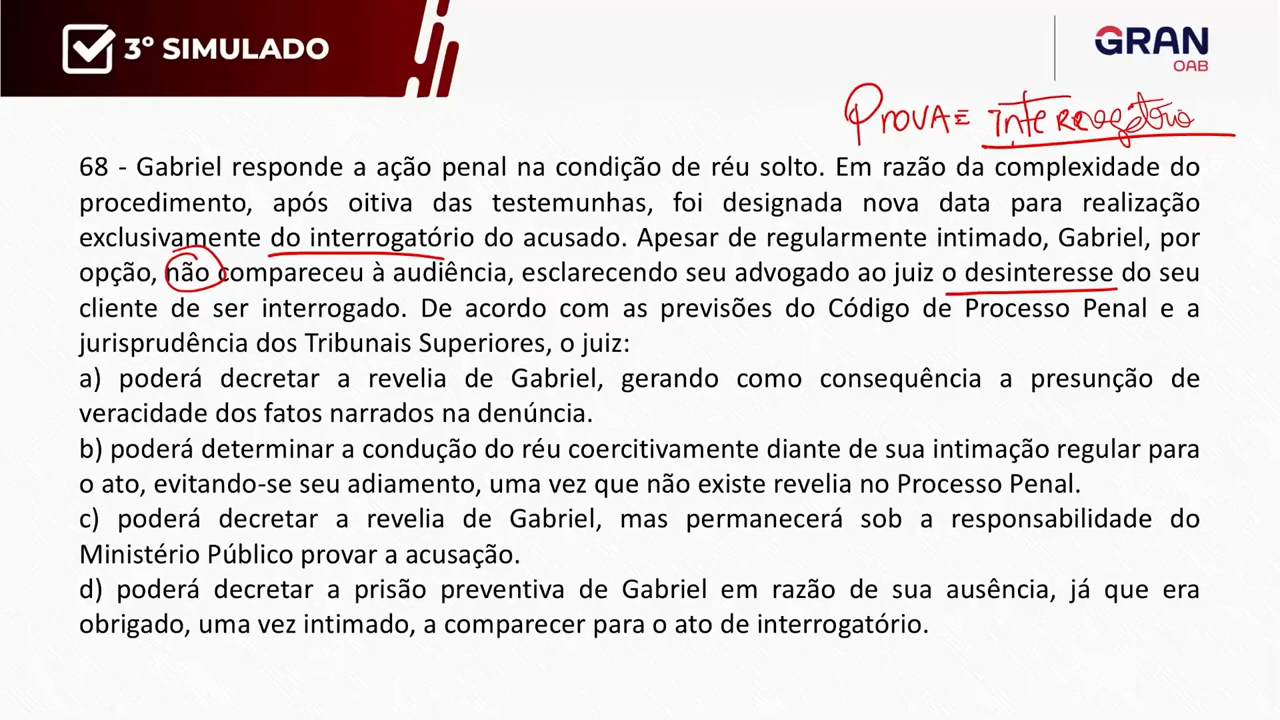 3º SIMULADO
GRAN
OAB
PROVA = interrogatório
68 - Gabriel responde a ação penal na condição de réu solto. Em razão da complexidade do
procedimento, após oitiva das testemunhas, foi designada nova data para realização
exclusivamente do interrogatório do acusado. Apesar de regularmente intimado, Gabriel, por
opção, não compareceu à audiência, esclarecendo seu advogado ao juiz o desinteresse do seu
cliente de ser interrogado. De acordo com as previsões do Código de Processo Penal e a
jurisprudência dos Tribunais Superiores, o juiz:
a) poderá decretar a revelia de Gabriel, gerando como consequência a presunção de
veracidade dos fatos narrados na denúncia.
b) poderá determinar a condução do réu coercitivamente diante de sua intimação regular para
o ato, evitando-se seu adiamento, uma vez que não existe revelia no Processo Penal.
c) poderá decretar a revelia de Gabriel, mas permanecerá sob a responsabilidade do
Ministério Público provar a acusação.
d) poderá decretar a prisão preventiva de Gabriel em razão de sua ausência, já que era
obrigado, uma vez intimado, a comparecer para o ato de interrogatório.